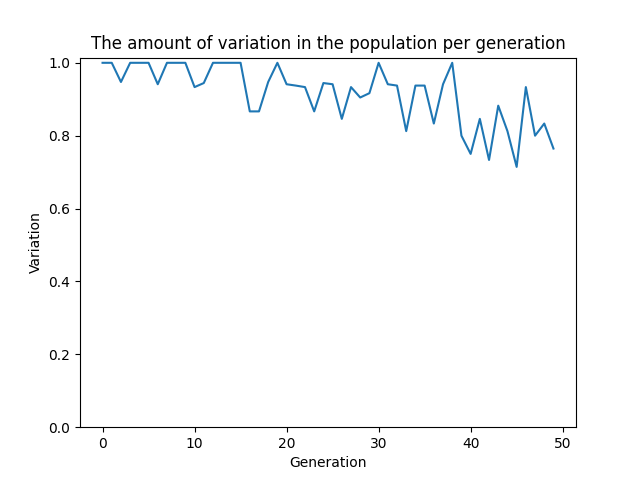 The amount of variation in the population per generation
1.0
0.8
0.6
0.4
0.2
0.0
Variation
0 10 20 30 40 50
Generation